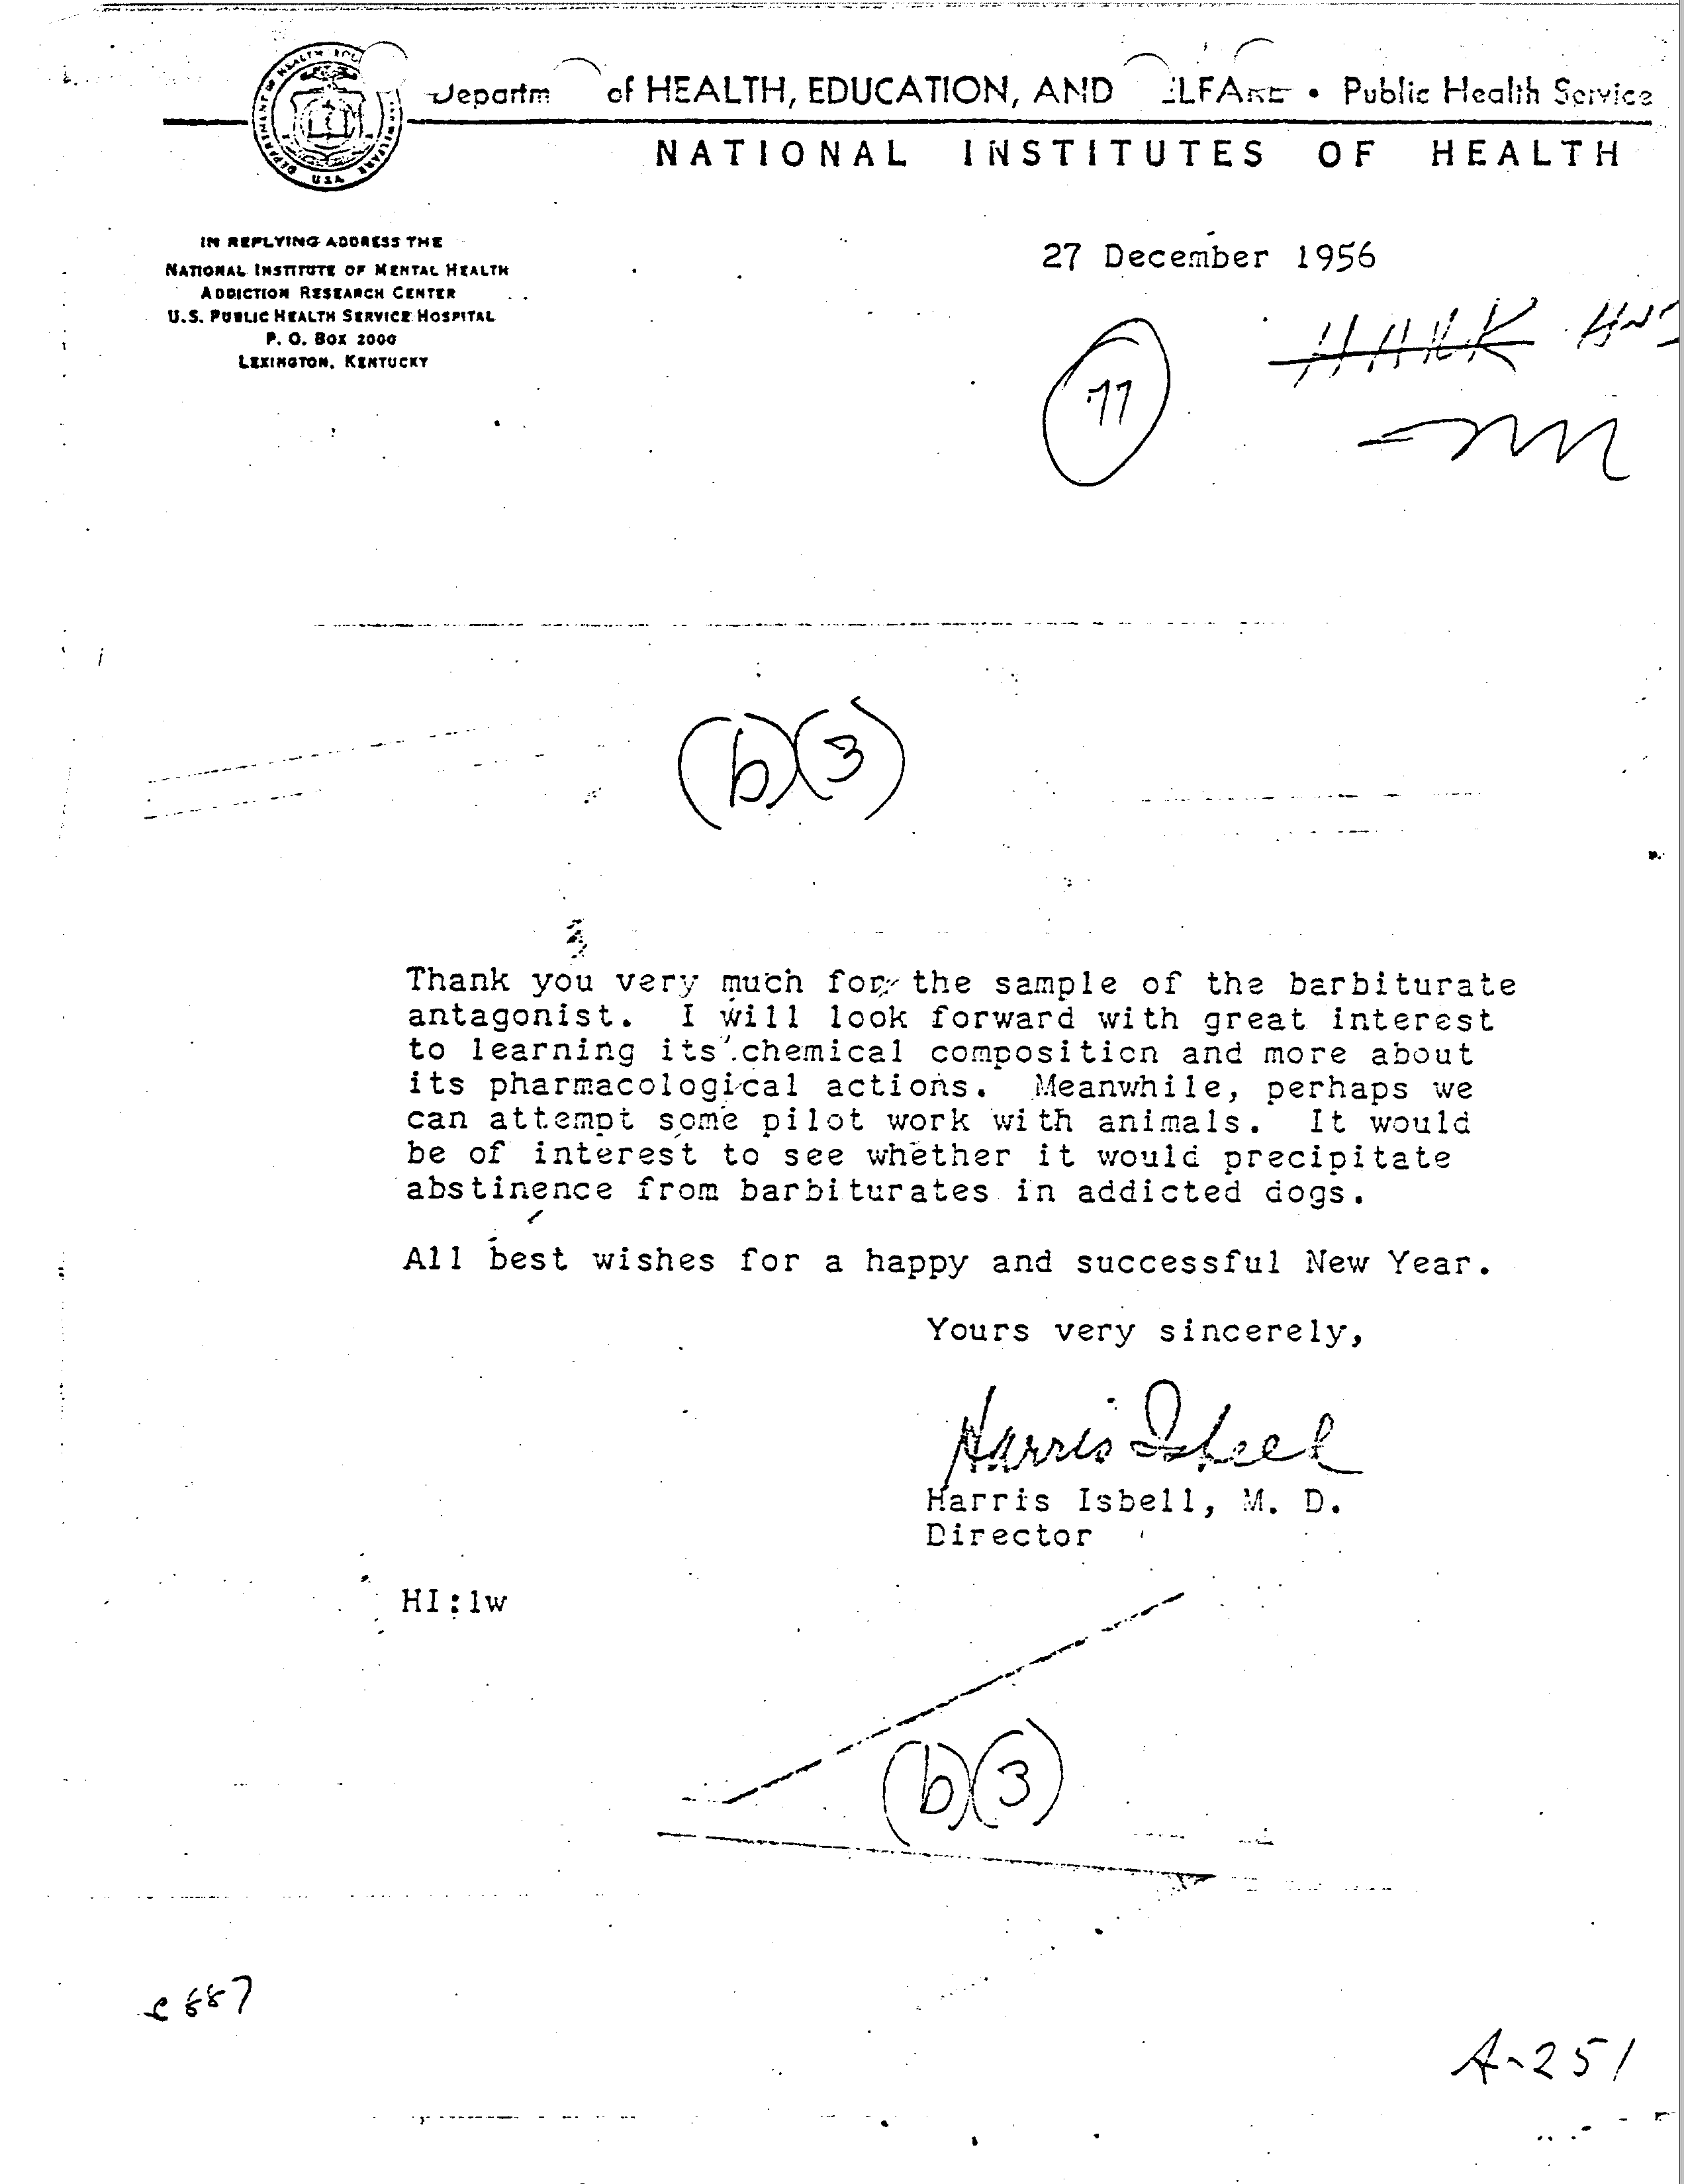 of HEALTH, EDUCATION, AND • Public Health Service
NATIONAL INSTITUTES OF HEALTH
IN REPLYING ADDRESS THE
NATIONAL INSTITUTE OF MENTAL HEALTH
ADDICTION RESEARCH CENTER
U.S. PUBLIC HEALTH SERVICE HOSPITAL
P. O. BOX 2000
LEXINGTON, KENTUCKY
27 December 1956
77
(b)(3)
Thank you very much for the sample of the barbiturate
antagonist. I will look forward with great interest
to learning its chemical composition and more about
its pharmacological actions. Meanwhile, perhaps we
can attempt some pilot work with animals. It would
be of interest to see whether it would precipitate
abstinence from barbiturates in addicted dogs.
All best wishes for a happy and successful New Year.
Yours very sincerely,
Harris Isbell
Harris Isbell, M. D.
Director
HI:lw
(b)(3)
887
A-251